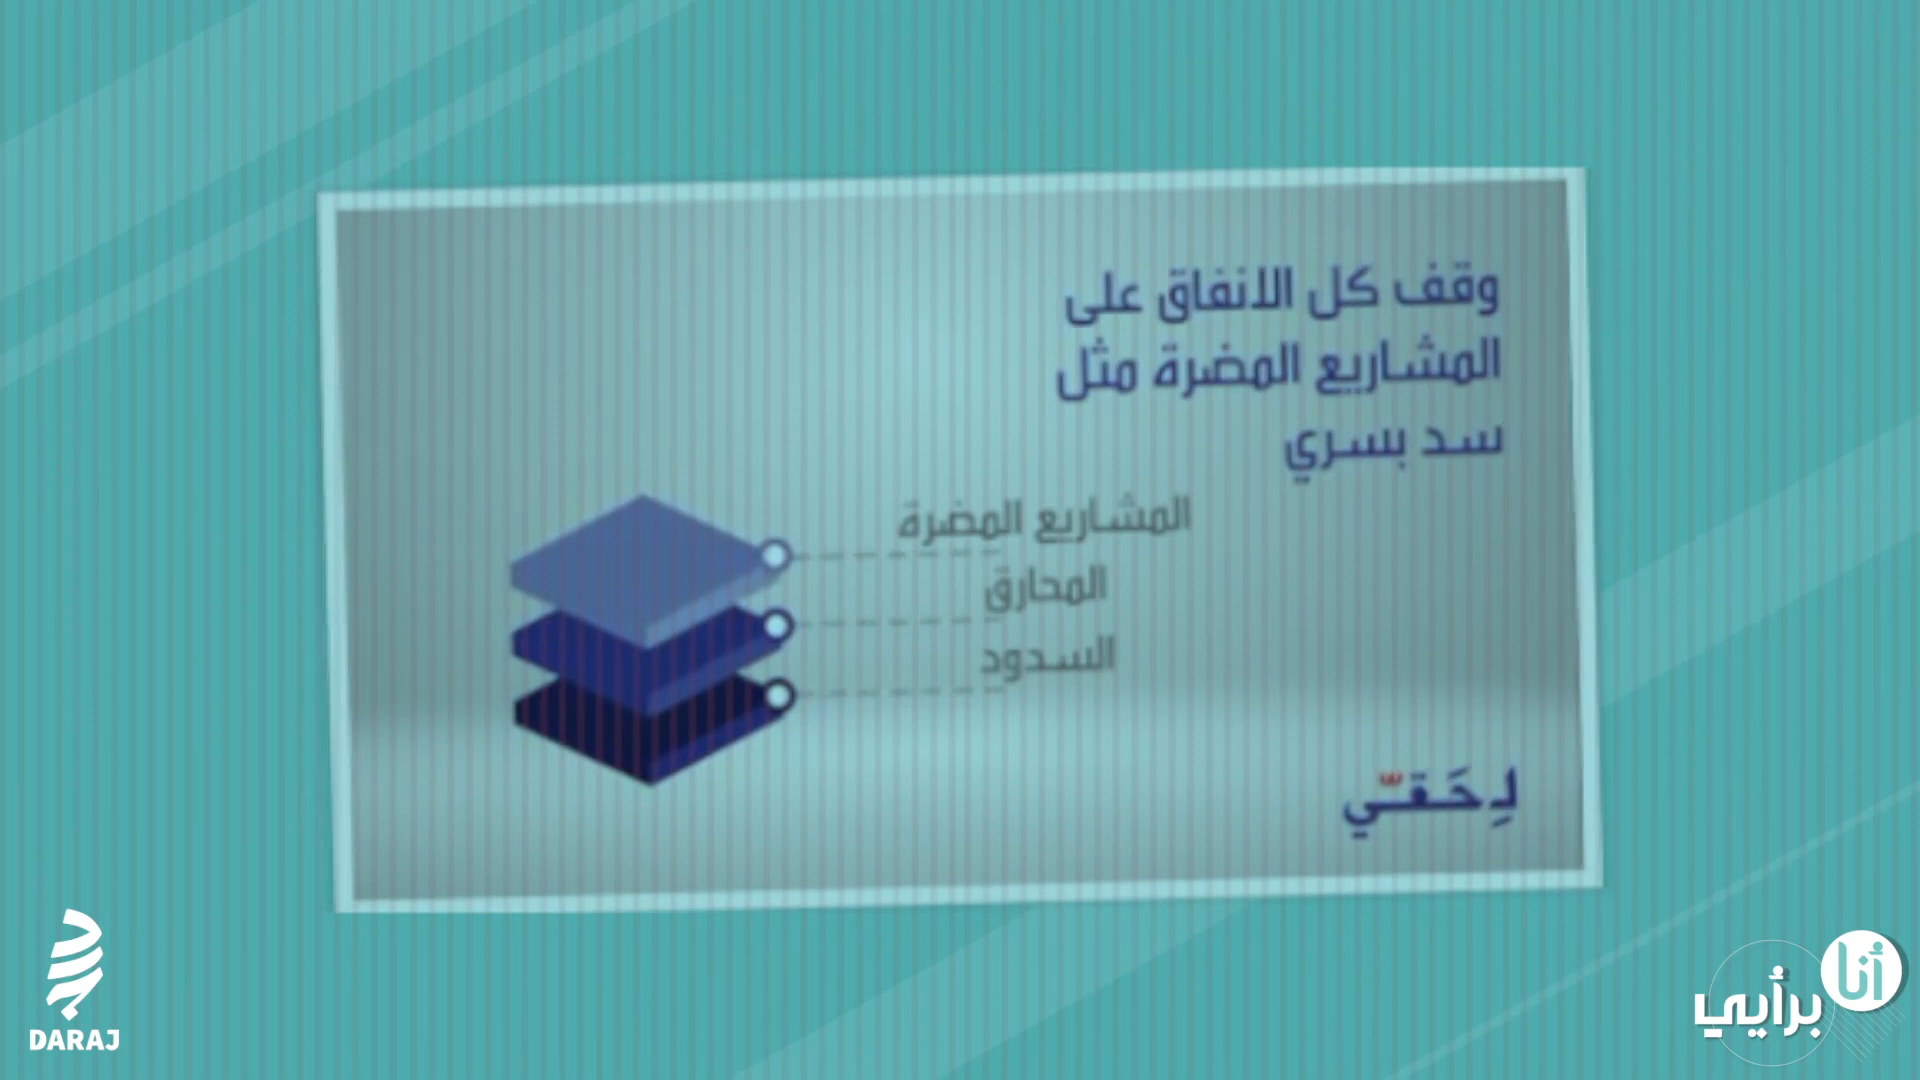 وقف كل الانفاق على
المشاريع المضرة مثل
سد بسري
المشاريع المضرة
المحارق
السدود
لِحَقّي
DARAJ
أنا
برأيي